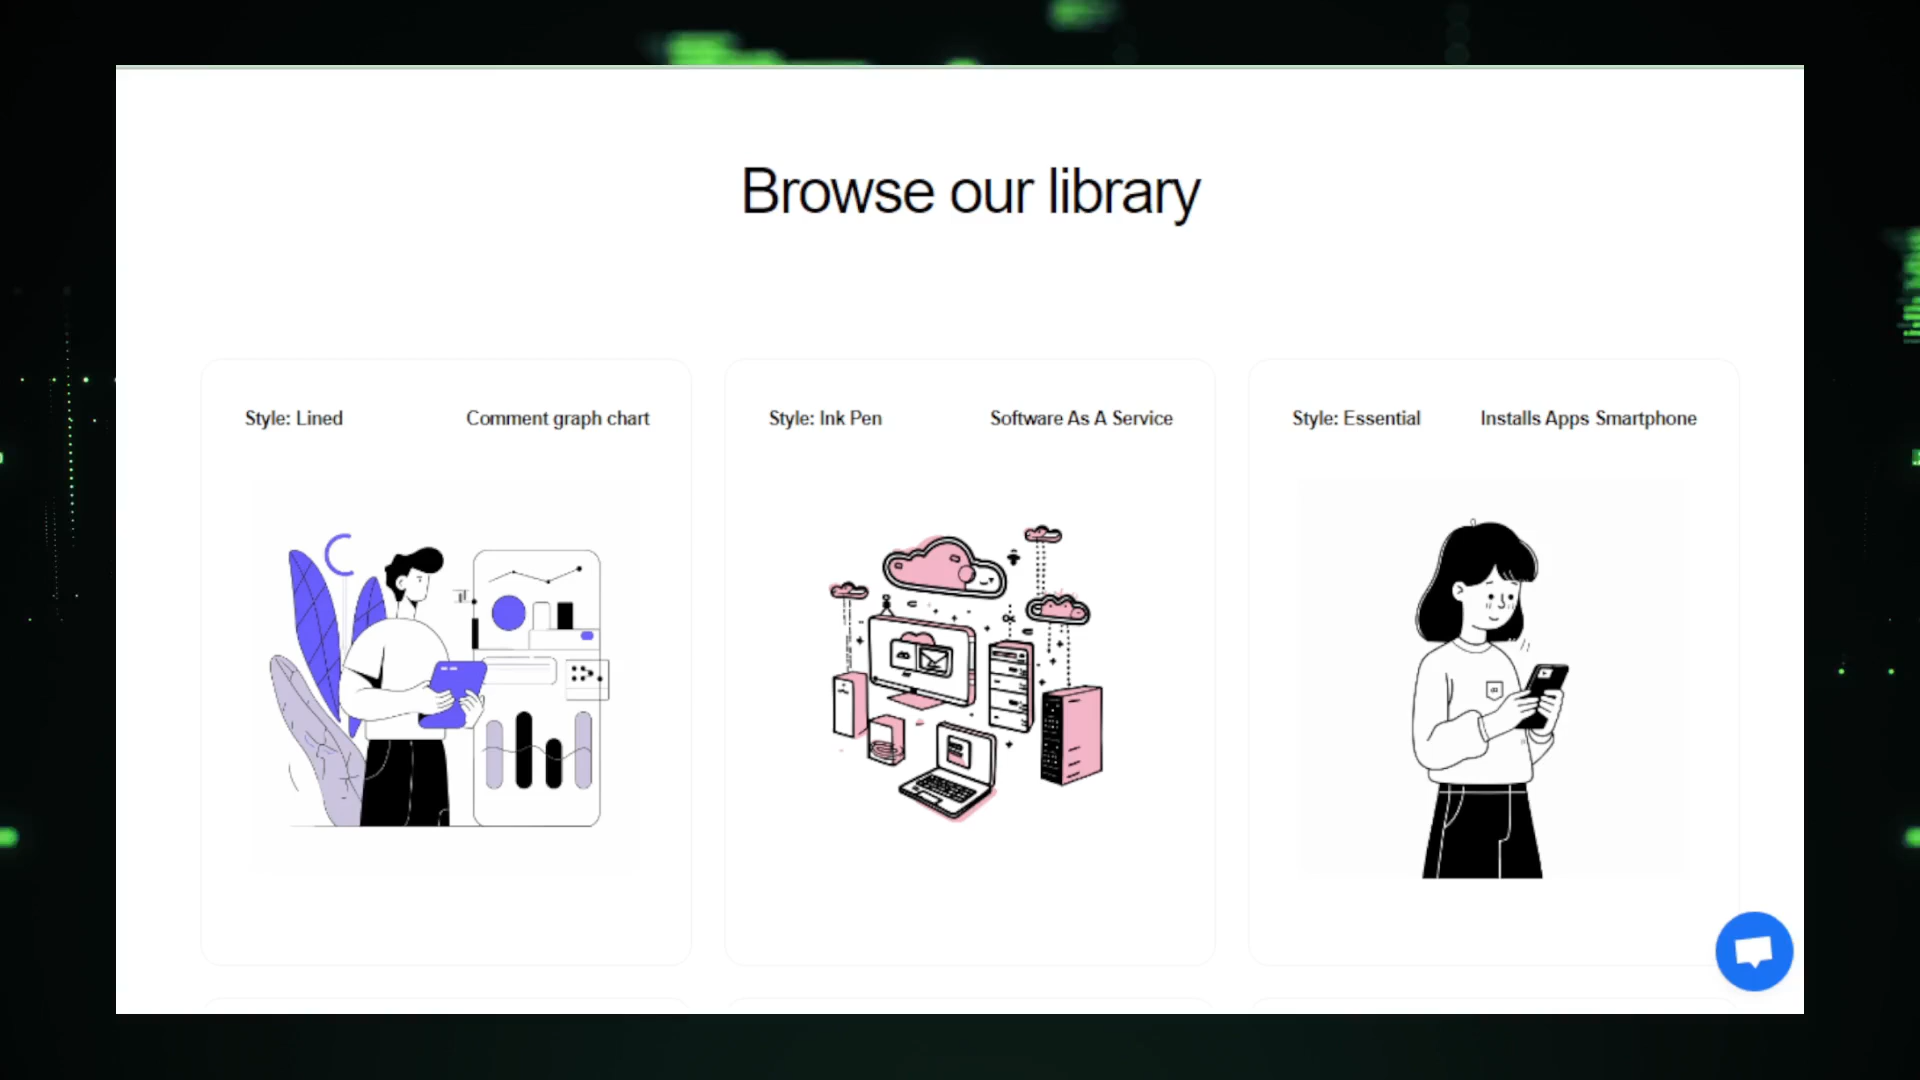 Browse our library
Style: Lined
Comment graph chart
Style: Ink Pen
Software As A Service
Style: Essential
Installs Apps Smartphone